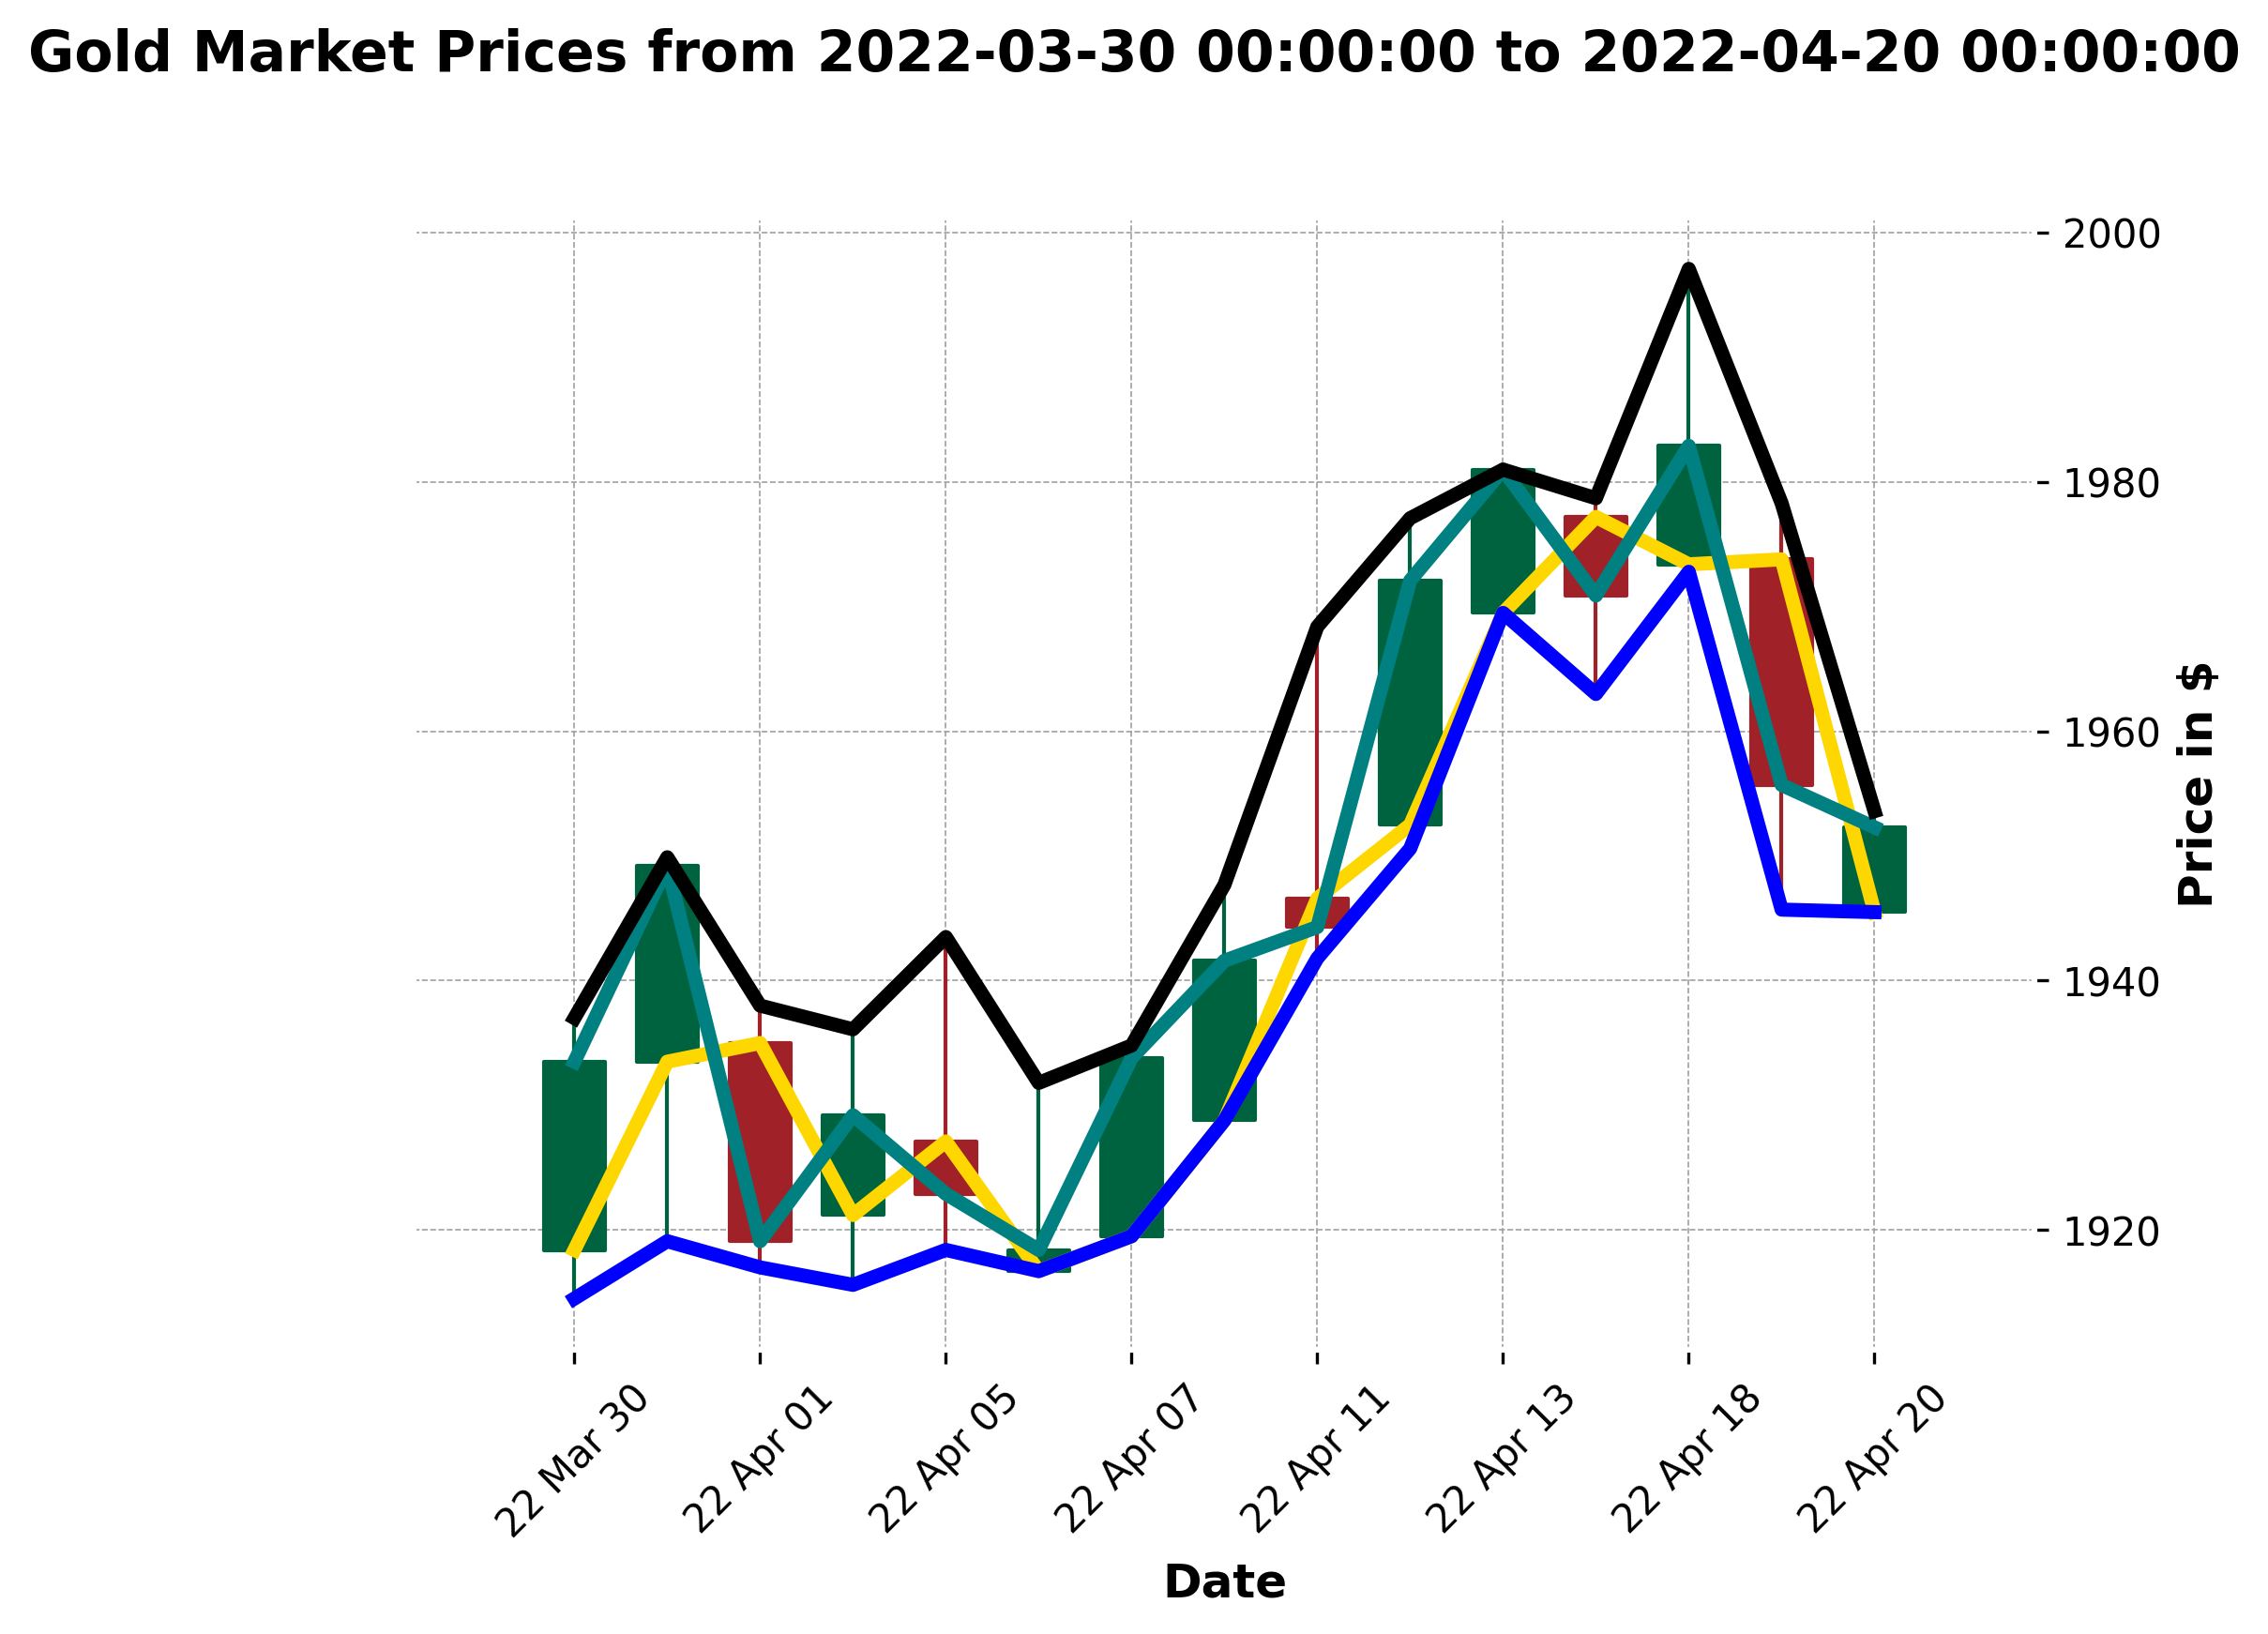 Gold Market Prices from 2022-03-30 00:00:00 to 2022-04-20 00:00:00
2000
1980
1960
1940
1920
Price in $
22 Mar 30
22 Apr 01
22 Apr 05
22 Apr 07
22 Apr 11
22 Apr 13
22 Apr 18
22 Apr 20
Date